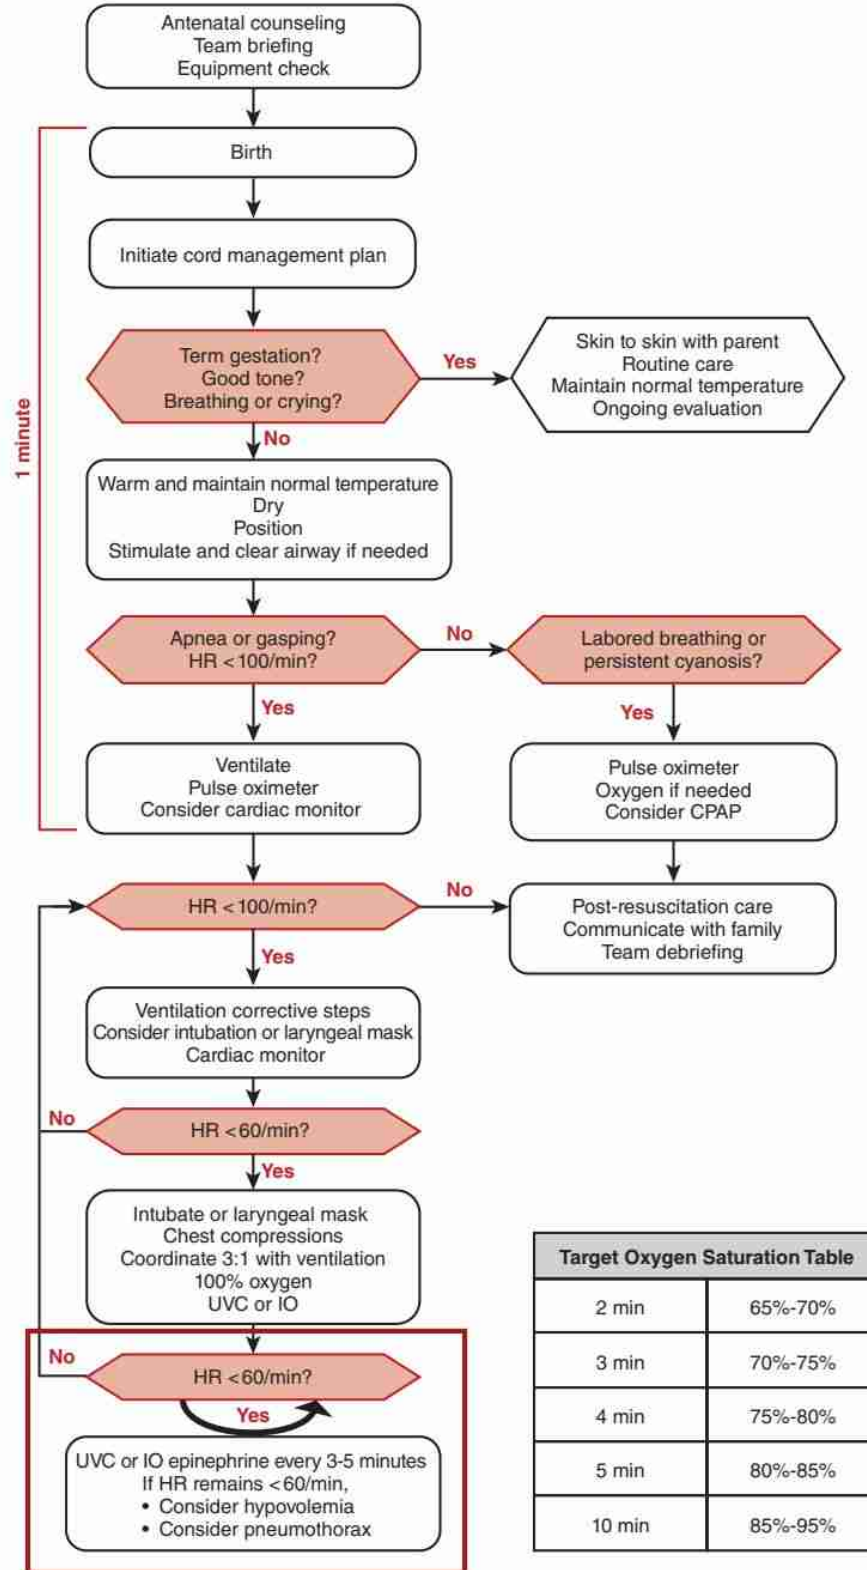 Antenatal counseling
Team briefing
Equipment check
Birth
Initiate cord management plan
Term gestation?
Good tone?
Breathing or crying?
Yes
Skin to skin with parent
Routine care
Maintain normal temperature
Ongoing evaluation
1 minute
No
Warm and maintain normal temperature
Dry
Position
Stimulate and clear airway if needed
Apnea or gasping?
HR <100/min?
No
Labored breathing or
persistent cyanosis?
Yes
Yes
Ventilate
Pulse oximeter
Consider cardiac monitor
Pulse oximeter
Oxygen if needed
Consider CPAP
HR <100/min?
No
Post-resuscitation care
Communicate with family
Team debriefing
Yes
Ventilation corrective steps
Consider intubation or laryngeal mask
Cardiac monitor
No
HR <60/min?
Yes
Intubate or laryngeal mask
Chest compressions
Coordinate 3:1 with ventilation
100% oxygen
UVC or IO
No
HR <60/min?
Yes
UVC or IO epinephrine every 3-5 minutes
If HR remains <60/min,
• Consider hypovolemia
• Consider pneumothorax
Target Oxygen Saturation Table
2 min 65%-70%
3 min 70%-75%
4 min 75%-80%
5 min 80%-85%
10 min 85%-95%